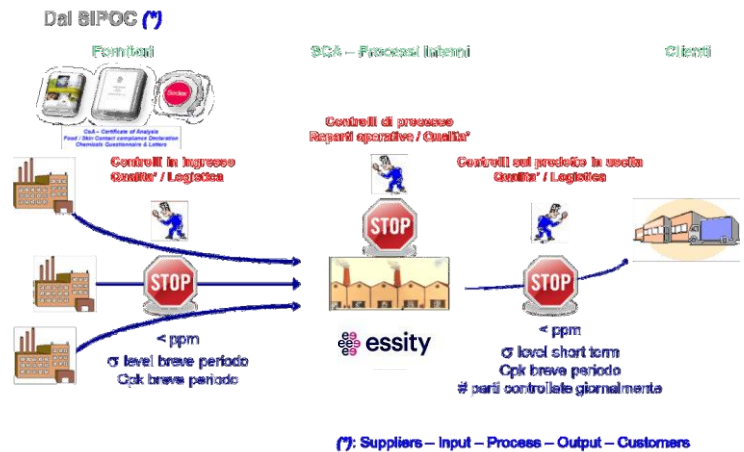 Dal SIPOC (*)
Fornitori
SCA – Processi Interni
Clienti
CoA – Certificate of Analysis
Food / Skin Contact compliance Declaration
Chemicals Questionnaire & Letters
Controlli in ingresso
Qualita' / Logistica
Controlli di processo
Reparti operative / Qualita'
Controlli sul prodotto in uscita
Qualita' / Logistica
STOP
STOP
STOP
< ppm
σ level breve periodo
Cpk breve periodo
essity
< ppm
σ level short term
Cpk breve periodo
# parti controllate giornalmente
(*): Suppliers – Input – Process – Output – Customers